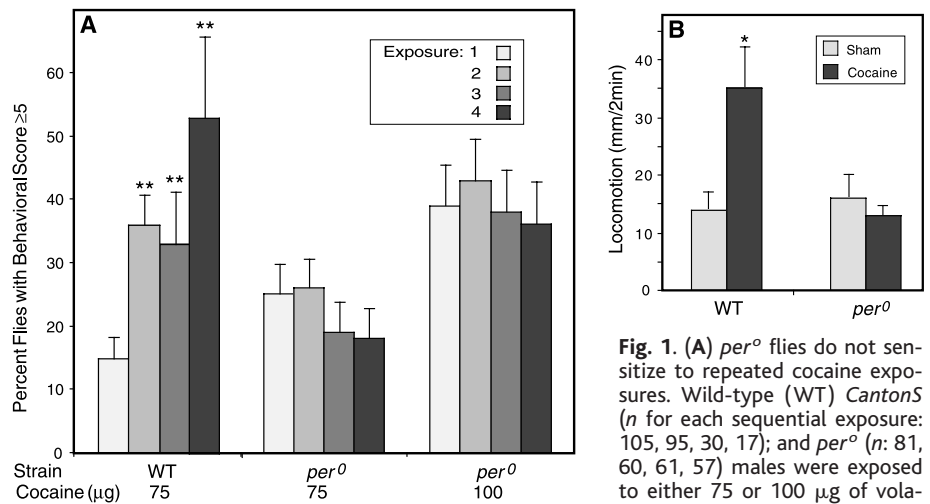 A
Percent Flies with Behavioral Score ≥5
60
50
40
30
20
10
0
Exposure: 1
2
3
4
**
**
**
**
Strain WT per⁰ per⁰
Cocaine (μg) 75 75 100
B
Locomotion (mm/2min)
40
30
20
10
0
Sham
Cocaine
*
WT per⁰
Fig. 1. (A) perᵒ flies do not sen-
sitize to repeated cocaine expo-
sures. Wild-type (WT) CantonS
(n for each sequential exposure:
105, 95, 30, 17); and perᵒ (n: 81,
60, 61, 57) males were exposed
to either 75 or 100 μg of vola-